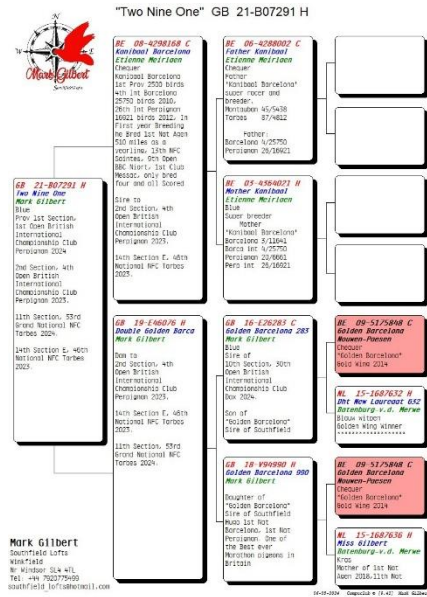 "Two Nine One" GB 21-B07291 H
N
W
E
S
Mark Gilbert
GB 21-B07291 H
Two Nine One
Mark Gilbert
Blue
Prov 1st Section,
1st Open British
International
Championship Club
Perpignan 2024
2nd Section, 4th
Open British
International
Championship Club
Perpignan 2023.
11th Section, 53rd
Grand National NFC
Tarbes 2024.
14th Section E, 46th
National NFC Tarbes
2023.
BE 08-4298168 C
Kanibaal Barcelona
Etienne Meirlaen
Chequer
Kanibaal Barcelona
1st Prov 2500 birds
4th Int Barcelona
25750 birds 2010,
26th Int Perpignan
16921 birds 2012, In
First year Breeding
he Bred 1st Nat Agen
510 miles as a
yearling, 13th NFC
Saintes, 9th Open
BBC Niort, 1st Club
Messac, only bred
four and all Scored
Sire to
2nd Section, 4th
Open British
International
Championship Club
Perpignan 2023.
14th Section E, 46th
National NFC Tarbes
2023.
GB 19-E46076 H
Double Golden Barca
Mark Gilbert
Dam to
2nd Section, 4th
Open British
International
Championship Club
Perpignan 2023.
14th Section E, 46th
National NFC Tarbes
2023.
11th Section, 53rd
Grand National NFC
Tarbes 2024.
BE 06-4288002 C
Father Kanibaal
Etienne Meirlaen
Chequer
Father
"Kanibaal Barcelona"
super racer and
breeder.
Montauban 45/5438
Tarbes 87/4812
Father:
Barcelona 4/25750
Perpignan 26/16921
BE 03-4364021 H
Mother Kanibaal
Etienne Meirlaen
Blue
Super breeder
Mother
"Kanibaal Barcelona"
Barcelona 3/11641
Barca int 4/25750
Perpignan 20/6661
Perp int 26/16921
GB 16-E26283 C
Golden Barcelona 283
Mark Gilbert
Blue
Sire of
10th Section, 30th
Open British
International
Championship Club
Dax 2024.
Son of
"Golden Barcelona"
Sire of Southfield
GB 18-V94990 H
Golden Barcelona 990
Mark Gilbert
Daughter of
"Golden Barcelona"
Sire of Southfield
Hugo 1st Nat
Barcelona, 1st Nat
Perpignan. One of
the Best ever
Marathon pigeons in
Britain
BE 09-5175848 C
Golden Barcelona
Nouwen-Paesen
Chequer
"Golden Barcelona"
Gold Wing 2014
NL 15-1687632 H
Dht New Laureaat 632
Batenburg-v.d. Merwe
Blauw witpen
Golden Wing Winner
********************
BE 09-5175848 C
Golden Barcelona
Nouwen-Paesen
Chequer
"Golden Barcelona"
Gold Wing 2014
NL 15-1687636 H
Miss Gilbert
Batenburg-v.d. Merwe
Kras
Mother of 1st Nat
Agen 2018,11th Nat
Mark Gilbert
Southfield Lofts
Winkfield
Nr Windsor SL4 4TL
Tel: +44 7920775499
southfield_lofts@hotmail.com
Compuclub © [9.42] Mark Gilber